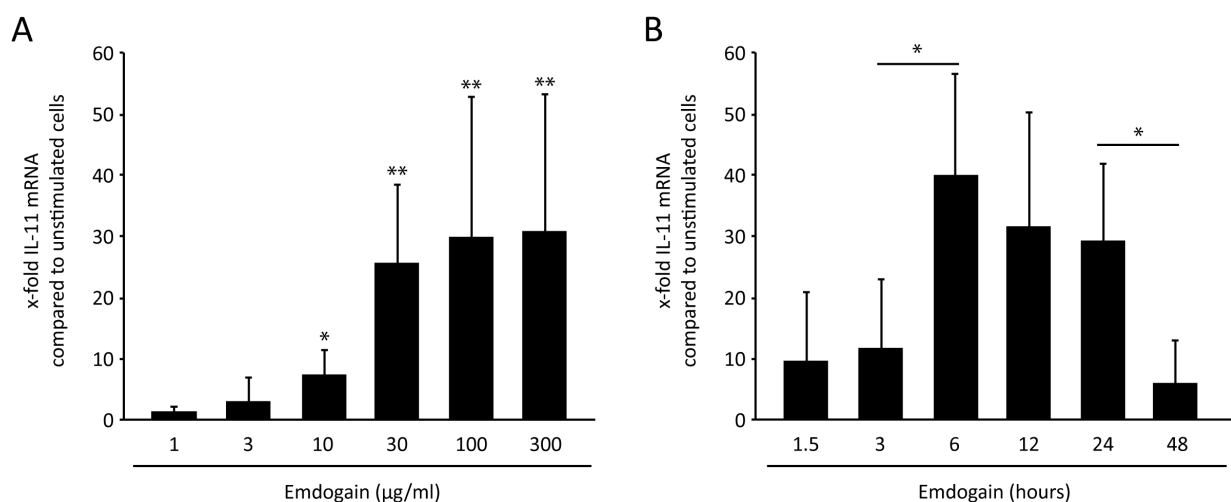 A
x-fold IL-11 mRNA
compared to unstimulated cells
60
50
40
30
20
10
0
*
**
**
**
1 3 10 30 100 300
Emdogain (µg/ml)
B
x-fold IL-11 mRNA
compared to unstimulated cells
60
50
40
30
20
10
0
*
*
1.5 3 6 12 24 48
Emdogain (hours)